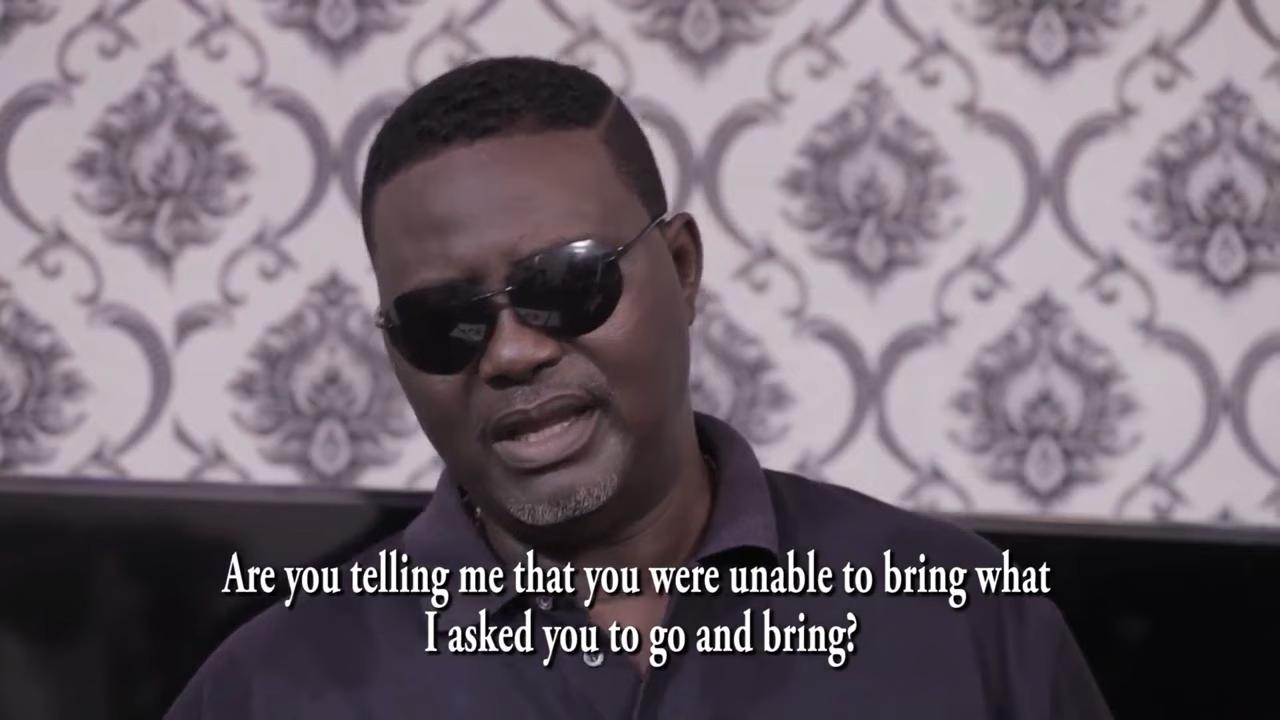 Are you telling me that you were unable to bring what
I asked you to go and bring?